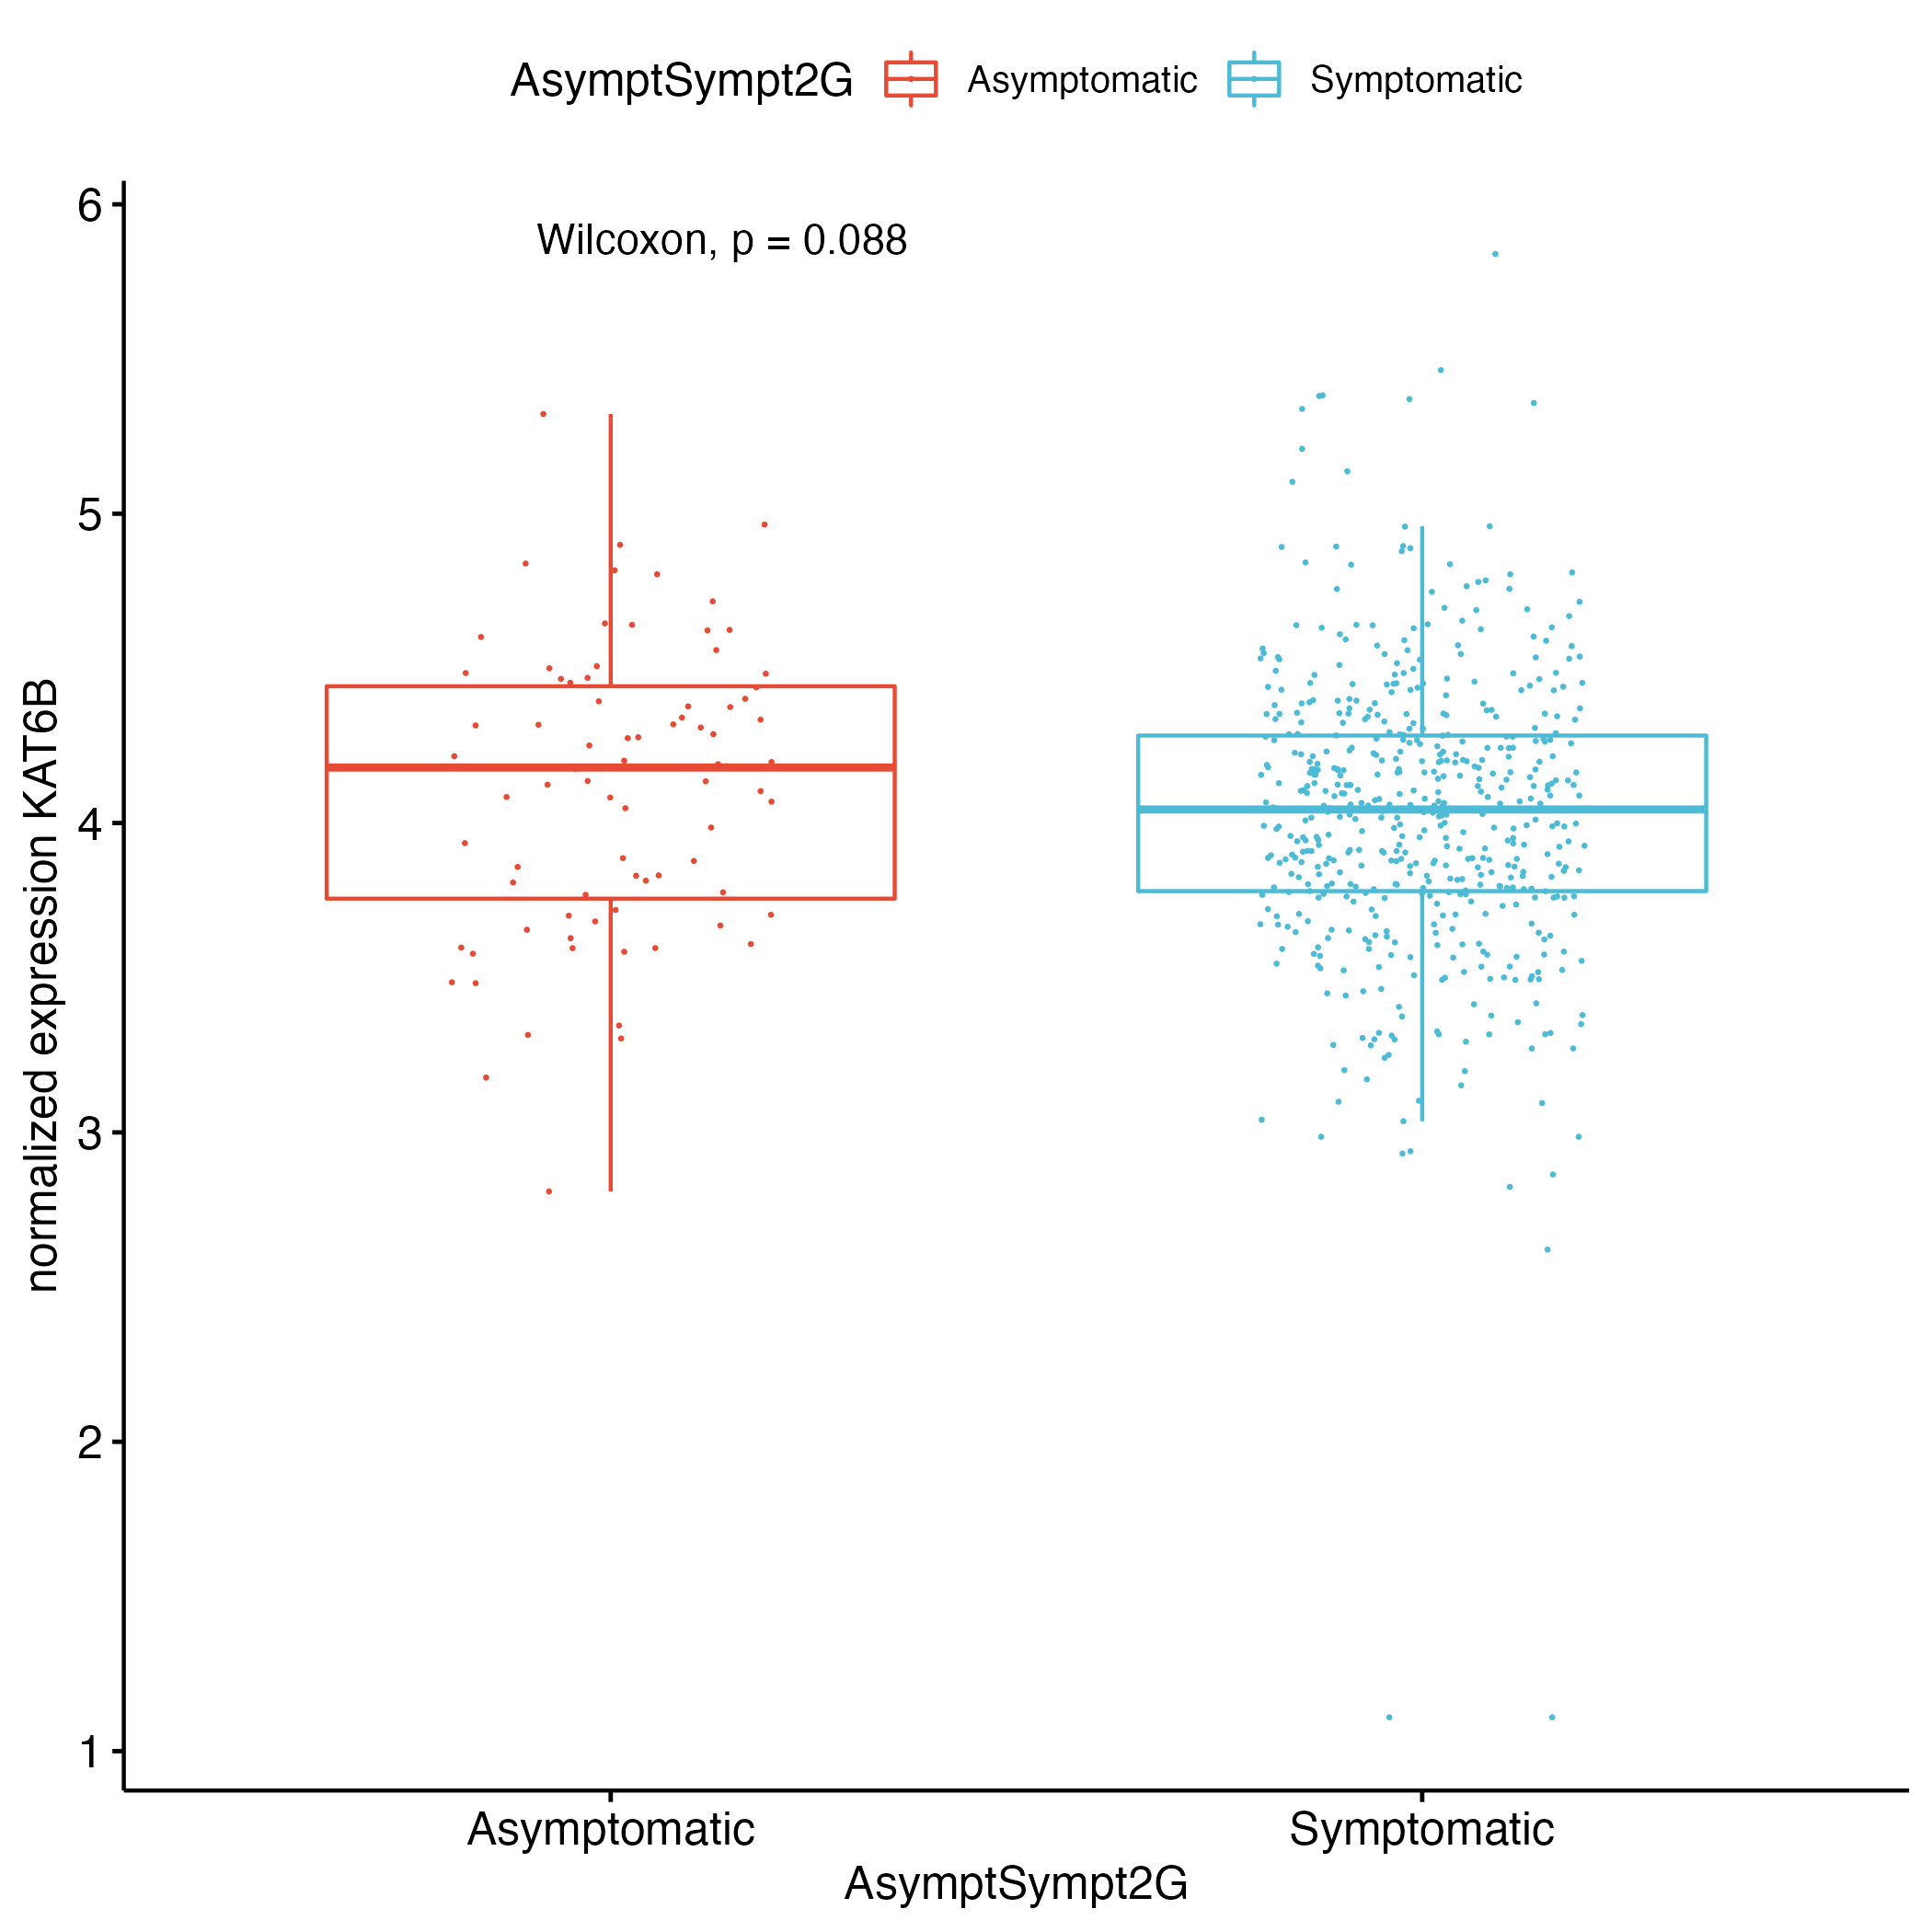 AsymptSympt2G Asymptomatic Symptomatic
Wilcoxon, p = 0.088
normalized expression KAT6B
6
5
4
3
2
1
Asymptomatic Symptomatic
AsymptSympt2G